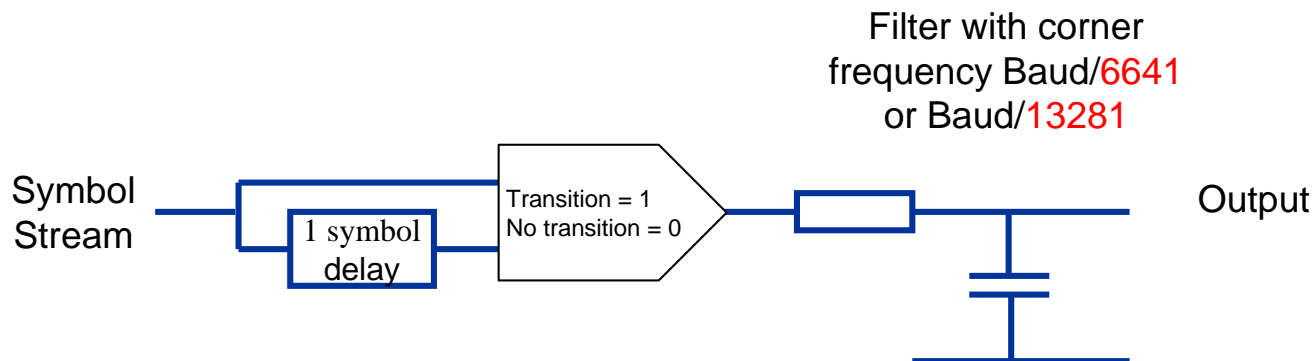 Filter with corner
frequency Baud/6641
or Baud/13281
Symbol
Stream
1 symbol
delay
Transition = 1
No transition = 0
Output